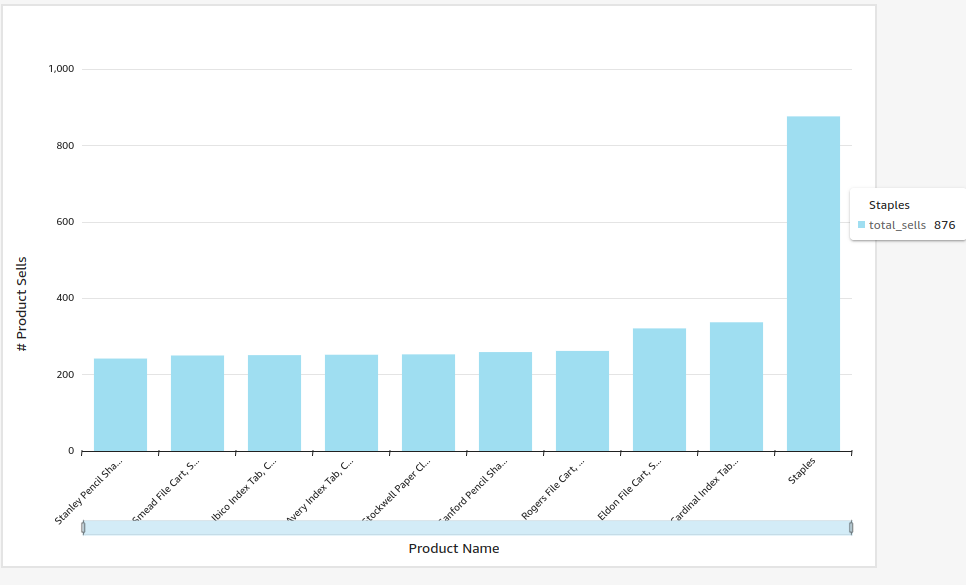 1,000
800
600
400
200
0
# Product Sells
Staples
total_sells 876
Stanley Pencil Sha...
Smead File Cart, S...
Ibico Index Tab, C...
Avery Index Tab, C...
Stockwell Paper Cl...
Sanford Pencil Sha...
Rogers File Cart, ...
Eldon File Cart, S...
Cardinal Index Tab...
Staples
Product Name